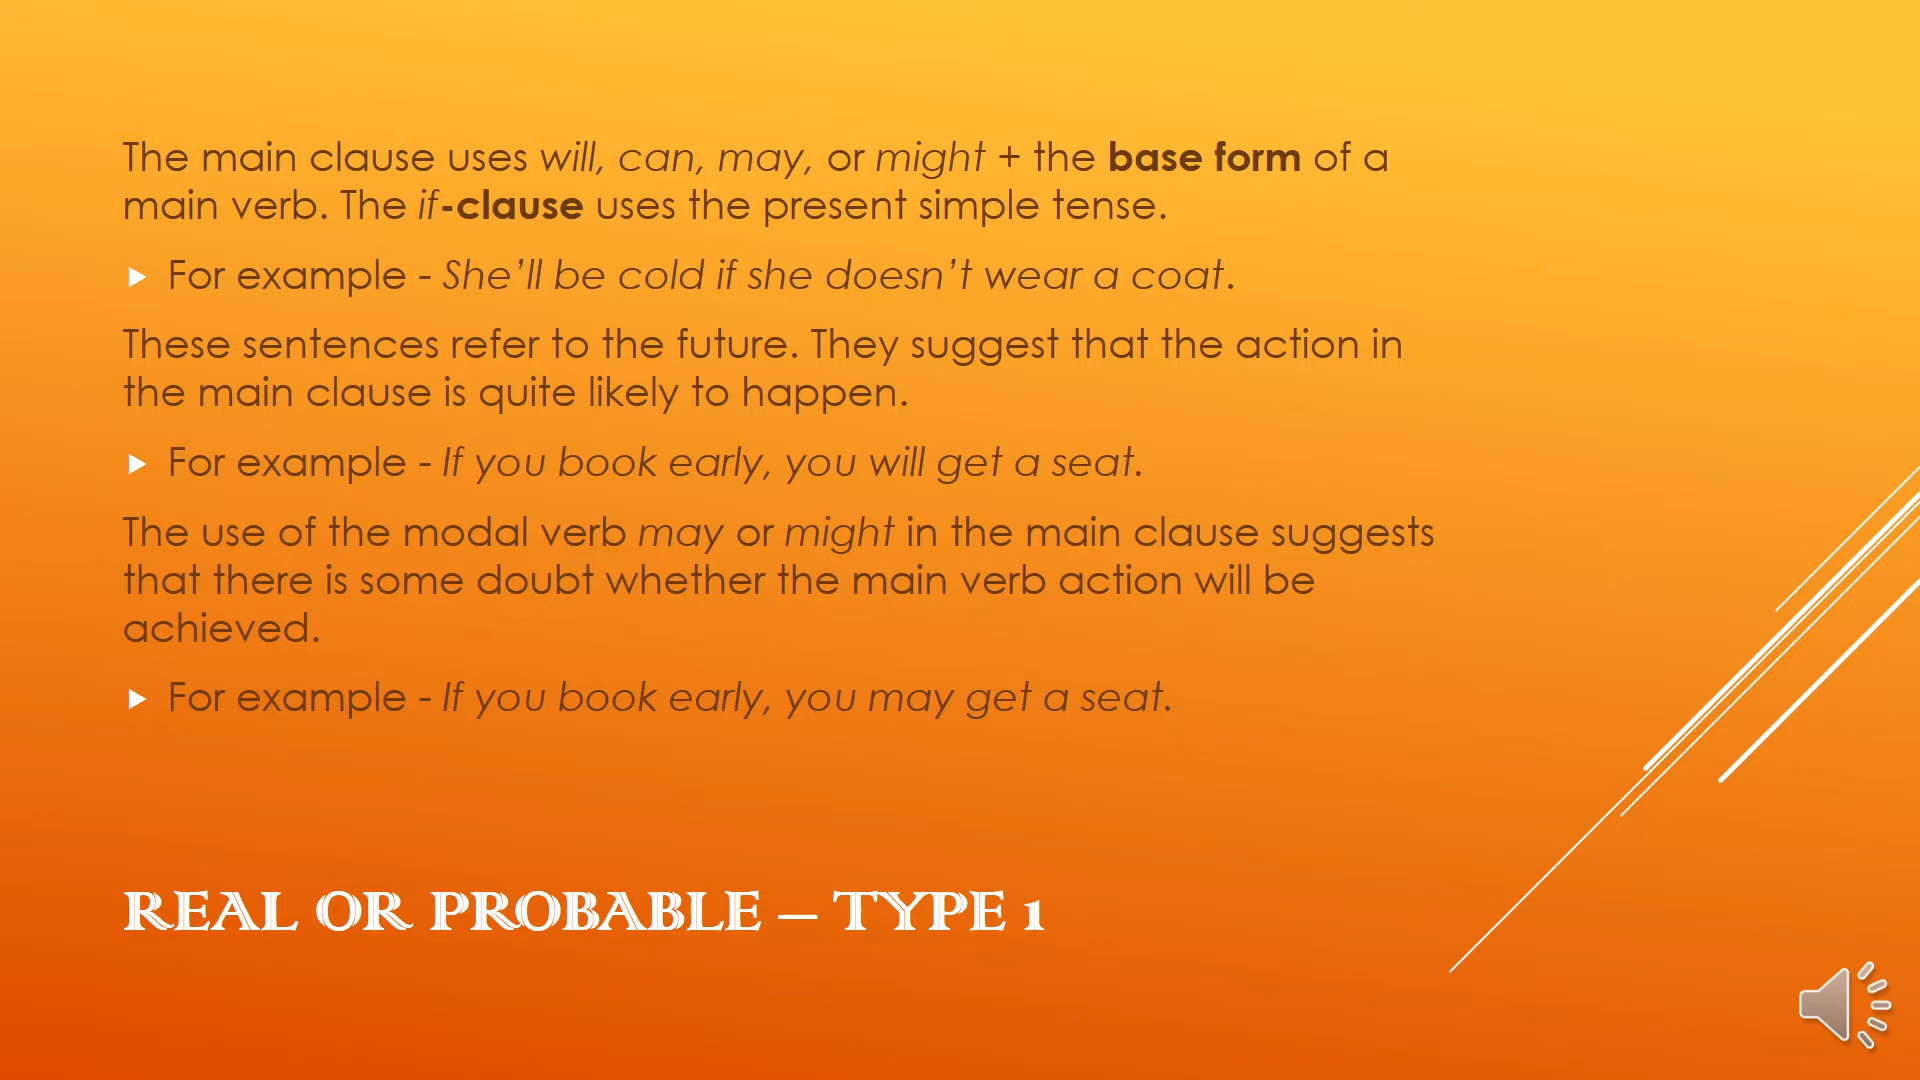 The main clause uses will, can, may, or might + the base form of a
main verb. The if-clause uses the present simple tense.
For example - She’ll be cold if she doesn’t wear a coat.
These sentences refer to the future. They suggest that the action in
the main clause is quite likely to happen.
For example - If you book early, you will get a seat.
The use of the modal verb may or might in the main clause suggests
that there is some doubt whether the main verb action will be
achieved.
For example - If you book early, you may get a seat.
REAL OR PROBABLE – TYPE 1